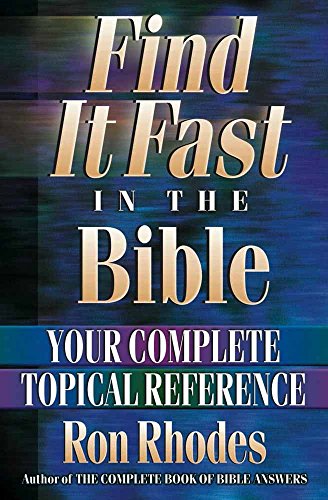 Find
It Fast
IN THE
Bible
YOUR COMPLETE
TOPICAL REFERENCE
Ron Rhodes
Author of THE COMPLETE BOOK OF BIBLE ANSWERS